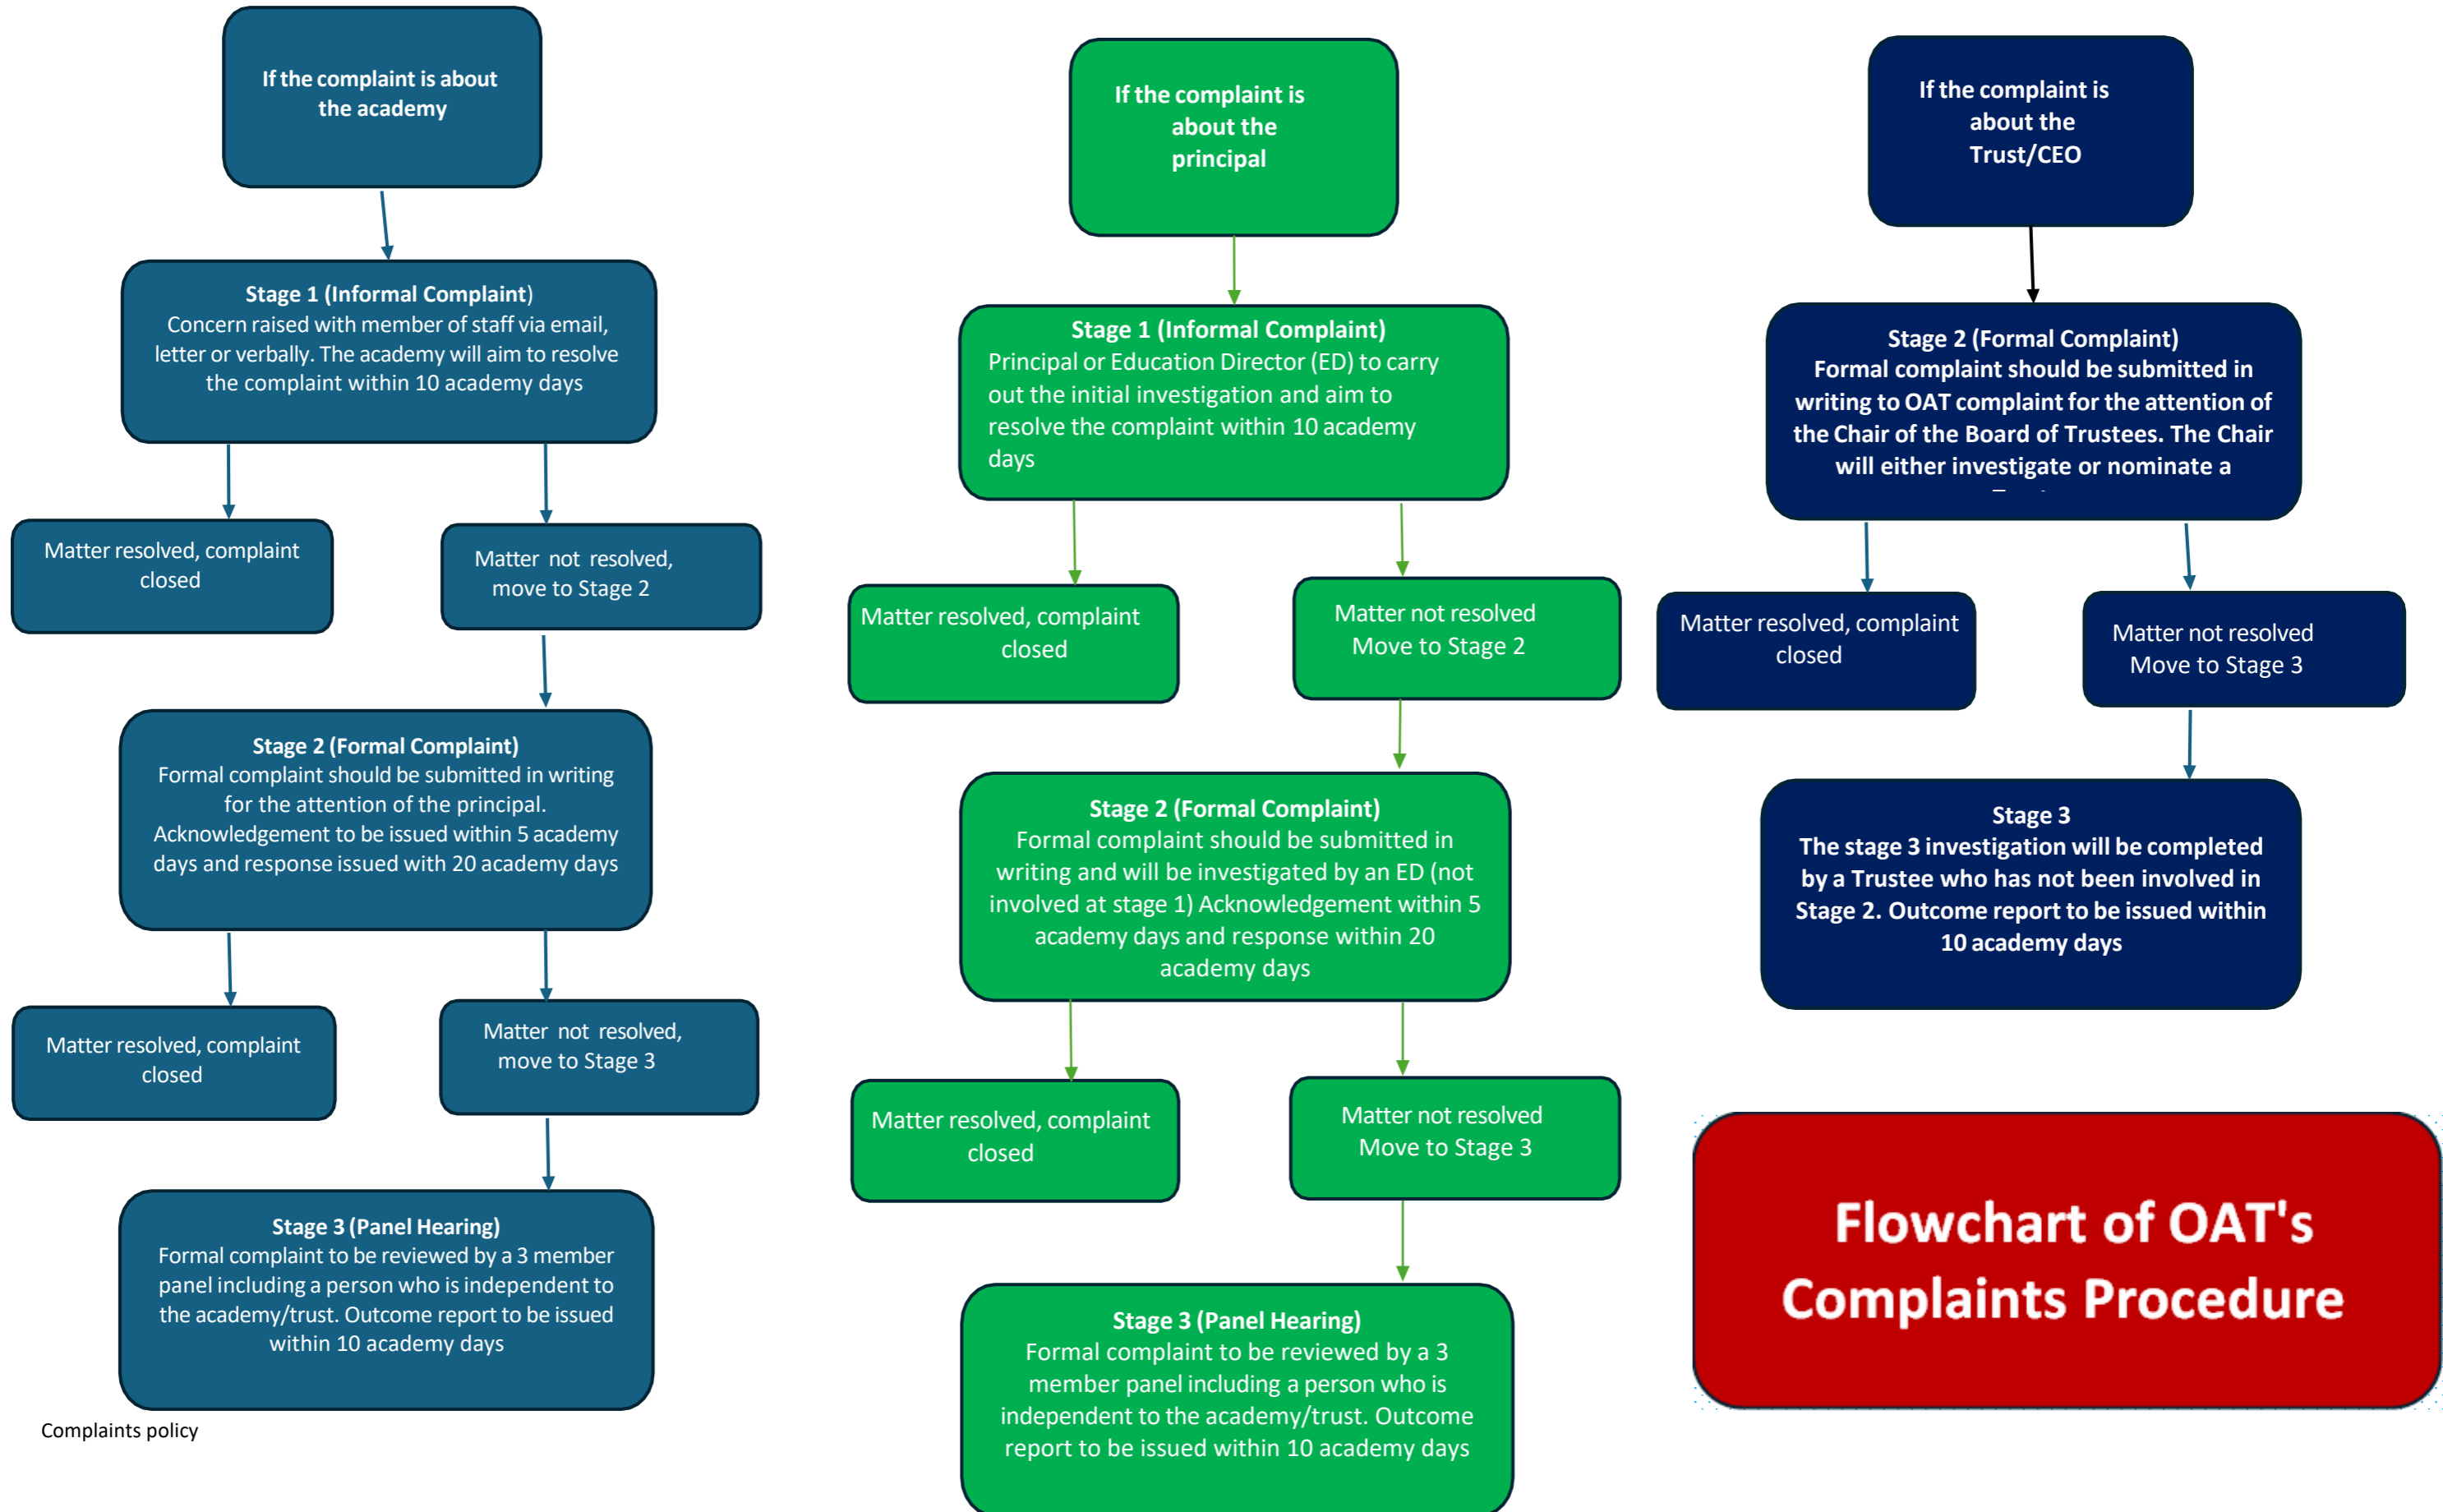 If the complaint is about
the academy
Stage 1 (Informal Complaint)
Concern raised with member of staff via email,
letter or verbally. The academy will aim to resolve
the complaint within 10 academy days
Matter resolved, complaint
closed
Matter not resolved,
move to Stage 2
Stage 2 (Formal Complaint)
Formal complaint should be submitted in writing
for the attention of the principal.
Acknowledgement to be issued within 5 academy
days and response issued with 20 academy days
Matter resolved, complaint
closed
Matter not resolved,
move to Stage 3
Stage 3 (Panel Hearing)
Formal complaint to be reviewed by a 3 member
panel including a person who is independent to
the academy/trust. Outcome report to be issued
within 10 academy days
Complaints policy
If the complaint is
about the
principal
Stage 1 (Informal Complaint)
Principal or Education Director (ED) to carry
out the initial investigation and aim to
resolve the complaint within 10 academy
days
Matter resolved, complaint
closed
Matter not resolved
Move to Stage 2
Stage 2 (Formal Complaint)
Formal complaint should be submitted in
writing and will be investigated by an ED (not
involved at stage 1) Acknowledgement within 5
academy days and response within 20
academy days
Matter resolved, complaint
closed
Matter not resolved
Move to Stage 3
Stage 3 (Panel Hearing)
Formal complaint to be reviewed by a 3
member panel including a person who is
independent to the academy/trust. Outcome
report to be issued within 10 academy days
If the complaint is
about the
Trust/CEO
Stage 2 (Formal Complaint)
Formal complaint should be submitted in
writing to OAT complaint for the attention of
the Chair of the Board of Trustees. The Chair
will either investigate or nominate a
Matter resolved, complaint
closed
Matter not resolved
Move to Stage 3
Stage 3
The stage 3 investigation will be completed
by a Trustee who has not been involved in
Stage 2. Outcome report to be issued within
10 academy days
Flowchart of OAT's
Complaints Procedure